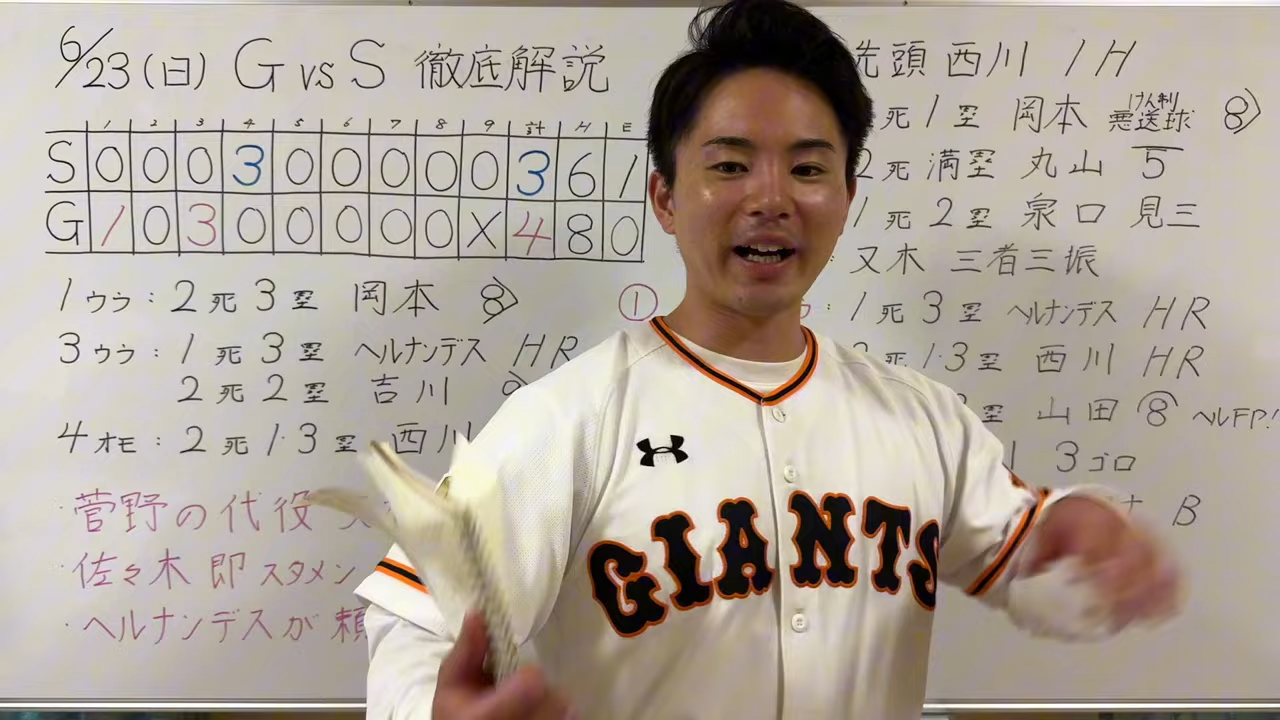 6/23(日) G vs S 徹底解説
1 2 3 4 5 6 7 8 9 計 H E
S 0 0 0 3 0 0 0 0 0 3 6 1
G 1 0 3 0 0 0 0 0 X 4 8 0
1ウラ:2死3塁 岡本 8
3ウラ:1死3塁 ヘルナンデス HR
2死2塁 吉川
4オモ:2死1・3塁 西川
・菅野の代役
・佐々木即スタメン
・ヘルナンデスが頼
先頭 西川 1H
死1塁 岡本 けん制悪送球 8
2死満塁 丸山 5
1死2塁 泉口 見三
又木 三者三振
①
1死3塁 ヘルナンデス HR
死1・3塁 西川 HR
塁 山田 8 ヘルFP!
3ゴロ
B
GIANTS